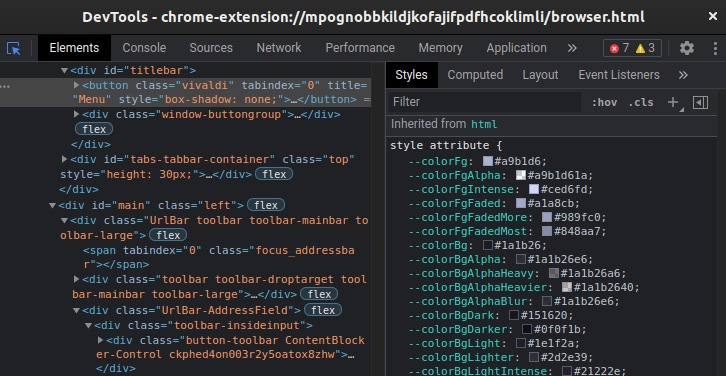 DevTools - chrome-extension://mpognobbkildjkofajifpdfhcoklimli/browser.html
Elements Console Sources Network Performance Memory Application » 7 3
<div id="titlebar">
<button class="vivaldi" tabindex="0" title=
"Menu" style="box-shadow: none;">…</button> =
<div class="window-buttongroup">…</div>
flex
</div>
<div id="tabs-tabbar-container" class="top"
style="height: 30px;">…</div> flex
</div>
<div id="main" class="left"> flex
<div class="UrlBar toolbar toolbar-mainbar to
olbar-large"> flex
<span tabindex="0" class="focus_addressba
r"></span>
<div class="toolbar toolbar-droptarget tool
bar-mainbar toolbar-large">…</div> flex
<div class="UrlBar-AddressField"> flex
<div class="toolbar-insideinput">
<div class="button-toolbar ContentBlock
er-Control ckphed4on003r2y5oatox8zhw">…
</div>
Styles Computed Layout Event Listeners »
Filter :hov .cls +
Inherited from html
style attribute {
--colorFg: #a9b1d6;
--colorFgAlpha: #a9b1d61a;
--colorFgIntense: #ced6fd;
--colorFgFaded: #a1a8cb;
--colorFgFadedMore: #989fc0;
--colorFgFadedMost: #848aa7;
--colorBg: #1a1b26;
--colorBgAlpha: #1a1b26e6;
--colorBgAlphaHeavy: #1a1b26a6;
--colorBgAlphaHeavier: #1a1b2640;
--colorBgAlphaBlur: #1a1b26e6;
--colorBgDark: #151620;
--colorBgDarker: #0f0f1b;
--colorBgLight: #1e1f2a;
--colorBgLighter: #2d2e39;
--colorBgLightIntense: #21222e;